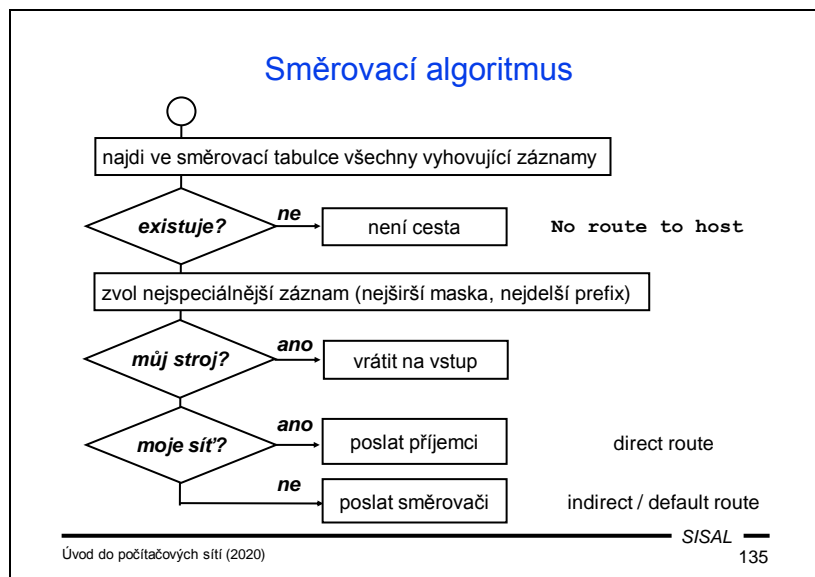 Směrovací algoritmus
najdi ve směrovací tabulce všechny vyhovující záznamy
existuje?
ne
není cesta
No route to host
zvol nejspeciálnější záznam (nejširší maska, nejdelší prefix)
můj stroj?
ano
vrátit na vstup
moje síť?
ano
poslat příjemci
direct route
ne
poslat směrovači
indirect / default route
SISAL
Úvod do počítačových sítí (2020)
135